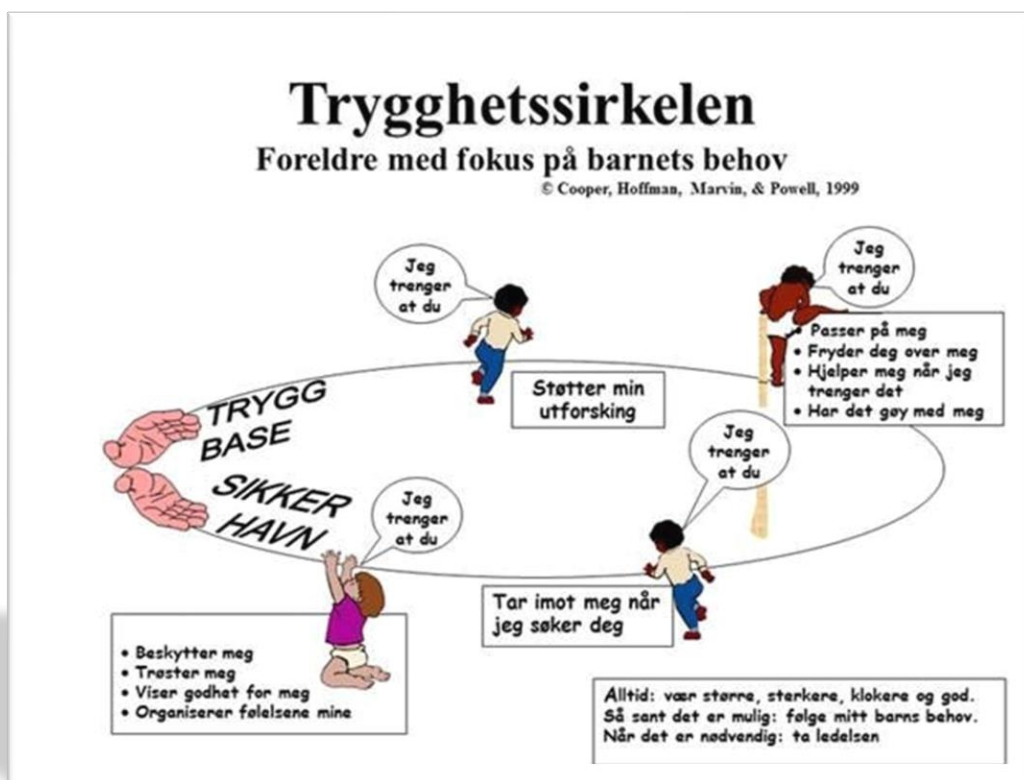 Trygghetssirkelen
Foreldre med fokus på barnets behov
© Cooper, Hoffman, Marvin, & Powell, 1999
Jeg
trenger
at du
Støtter min
utforsking
Jeg
trenger
at du
• Passer på meg
• Fryder deg over meg
• Hjelper meg når jeg
trenger det
• Har det gøy med meg
TRYGG
BASE
SIKKER
HAVN
Jeg
trenger
at du
Tar imot meg når
jeg søker deg
Jeg
trenger
at du
• Beskytter meg
• Trøster meg
• Viser godhet for meg
• Organiserer følelsene mine
Alltid: vær større, sterkere, klokere og god.
Så sant det er mulig: følge mitt barns behov.
Når det er nødvendig: ta ledelsen